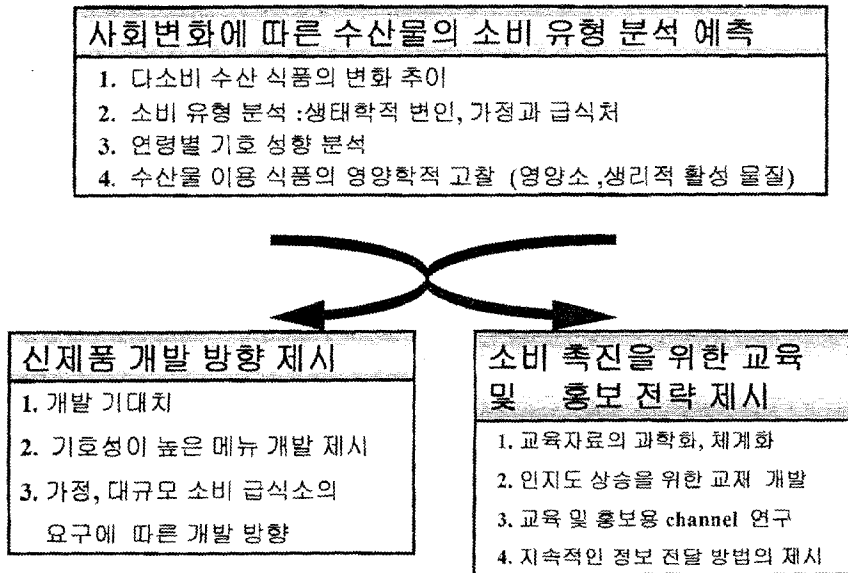 사회변화에 따른 수산물의 소비 유형 분석 예측
1. 다소비 수산 식품의 변화 추이
2. 소비 유형 분석 :생태학적 변인, 가정과 급식처
3. 연령별 기호 성향 분석
4. 수산물 이용 식품의 영양학적 고찰 (영양소 ,생리적 활성 물질)
신제품 개발 방향 제시
1. 개발 기대치
2. 기호성이 높은 메뉴 개발 제시
3. 가정, 대규모 소비 급식소의
요구에 따른 개발 방향
소비 촉진을 위한 교육
및 홍보 전략 제시
1. 교육자료의 과학화, 체계화
2. 인지도 상승을 위한 교재 개발
3. 교육 및 홍보용 channel 연구
4. 지속적인 정보 전달 방법의 제시